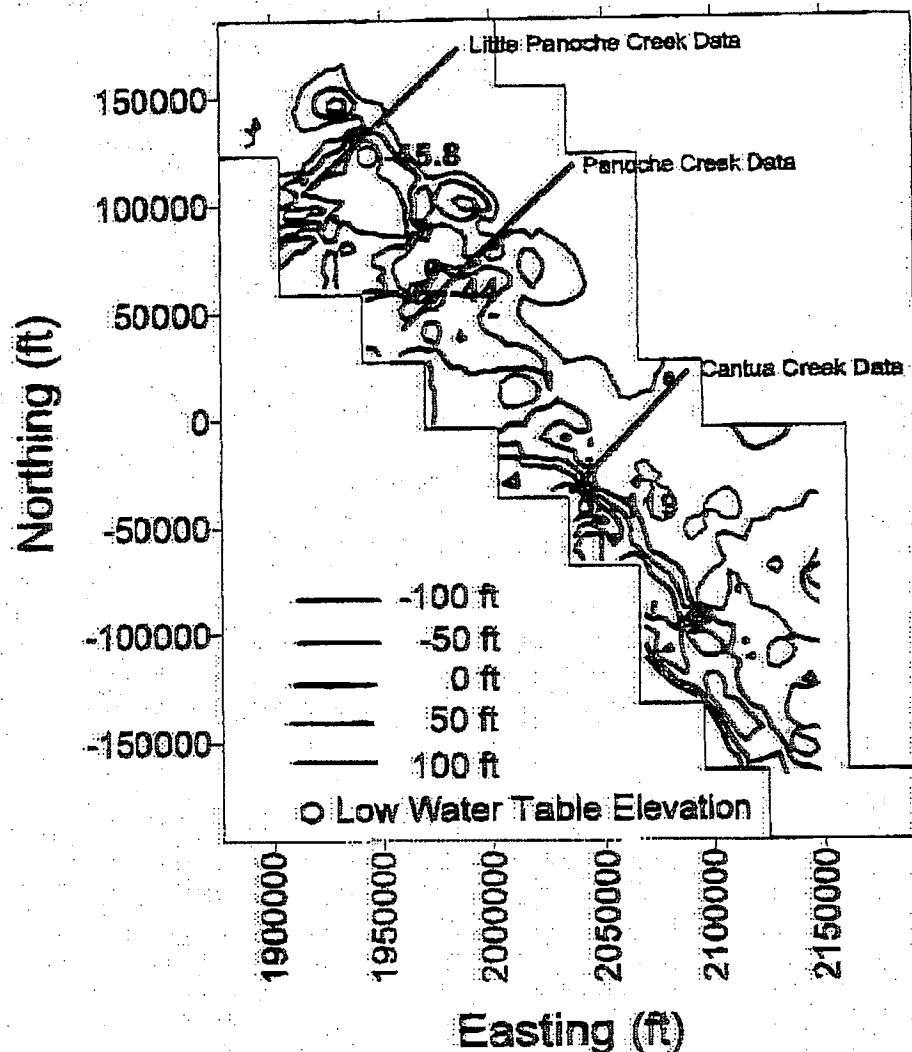 Little Panoche Creek Data
Panoche Creek Data
Cantua Creek Data
Northing (ft)
150000
100000
50000
0
-50000
-100000
-150000
-100 ft
-50 ft
0 ft
50 ft
100 ft
Low Water Table Elevation
1900000
1950000
2000000
2050000
2100000
2150000
Easting (ft)